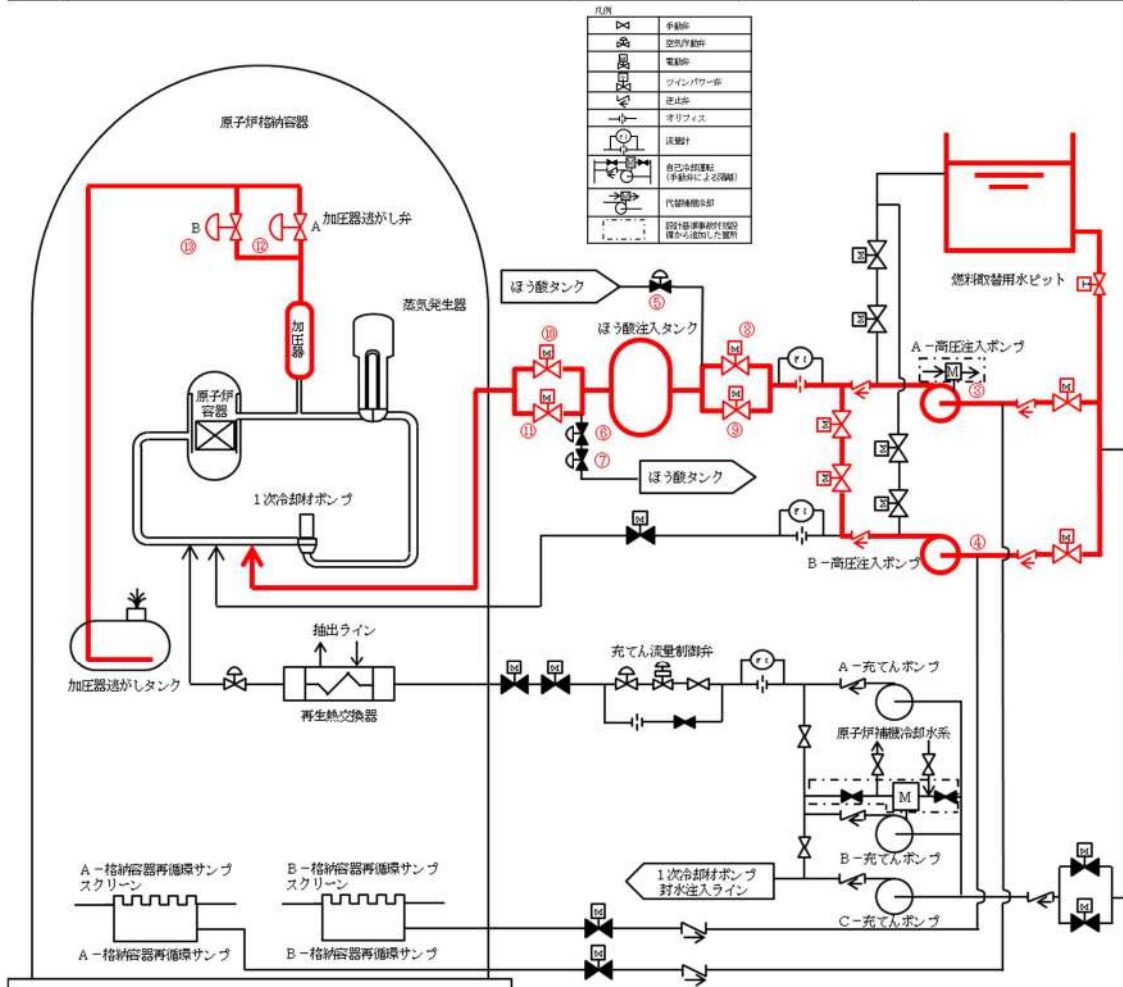 凡例
手動弁
空気作動弁
M
電動弁
ツインパワー弁
逆止弁
オリフィス
F I
流量計
M
自己冷却運転
(手動弁による隔離)
M
代替補機冷却
設計基準事故対処設
備から追加した箇所
原子炉格納容器
B
A
加圧器逃がし弁
⑬
⑫
蒸気発生器
加圧器
原子炉
容器
1次冷却材ポンプ
加圧器逃がしタンク
ほう酸タンク
⑤
ほう酸注入タンク
⑩
M
M
⑪
⑥
⑦
ほう酸タンク
⑧
M
M
⑨
F I
M
M
燃料取替用水ピット
A-高圧注入ポンプ
M
③
M
M
M
M
M
F I
M
B-高圧注入ポンプ
④
M
抽出ライン
再生熱交換器
M
M
充てん流量制御弁
F I
A-充てんポンプ
原子炉補機冷却水系
M
B-充てんポンプ
1次冷却材ポンプ
封水注入ライン
C-充てんポンプ
M
M
A-格納容器再循環サンプ
スクリーン
B-格納容器再循環サンプ
スクリーン
A-格納容器再循環サンプ
B-格納容器再循環サンプ
M
M